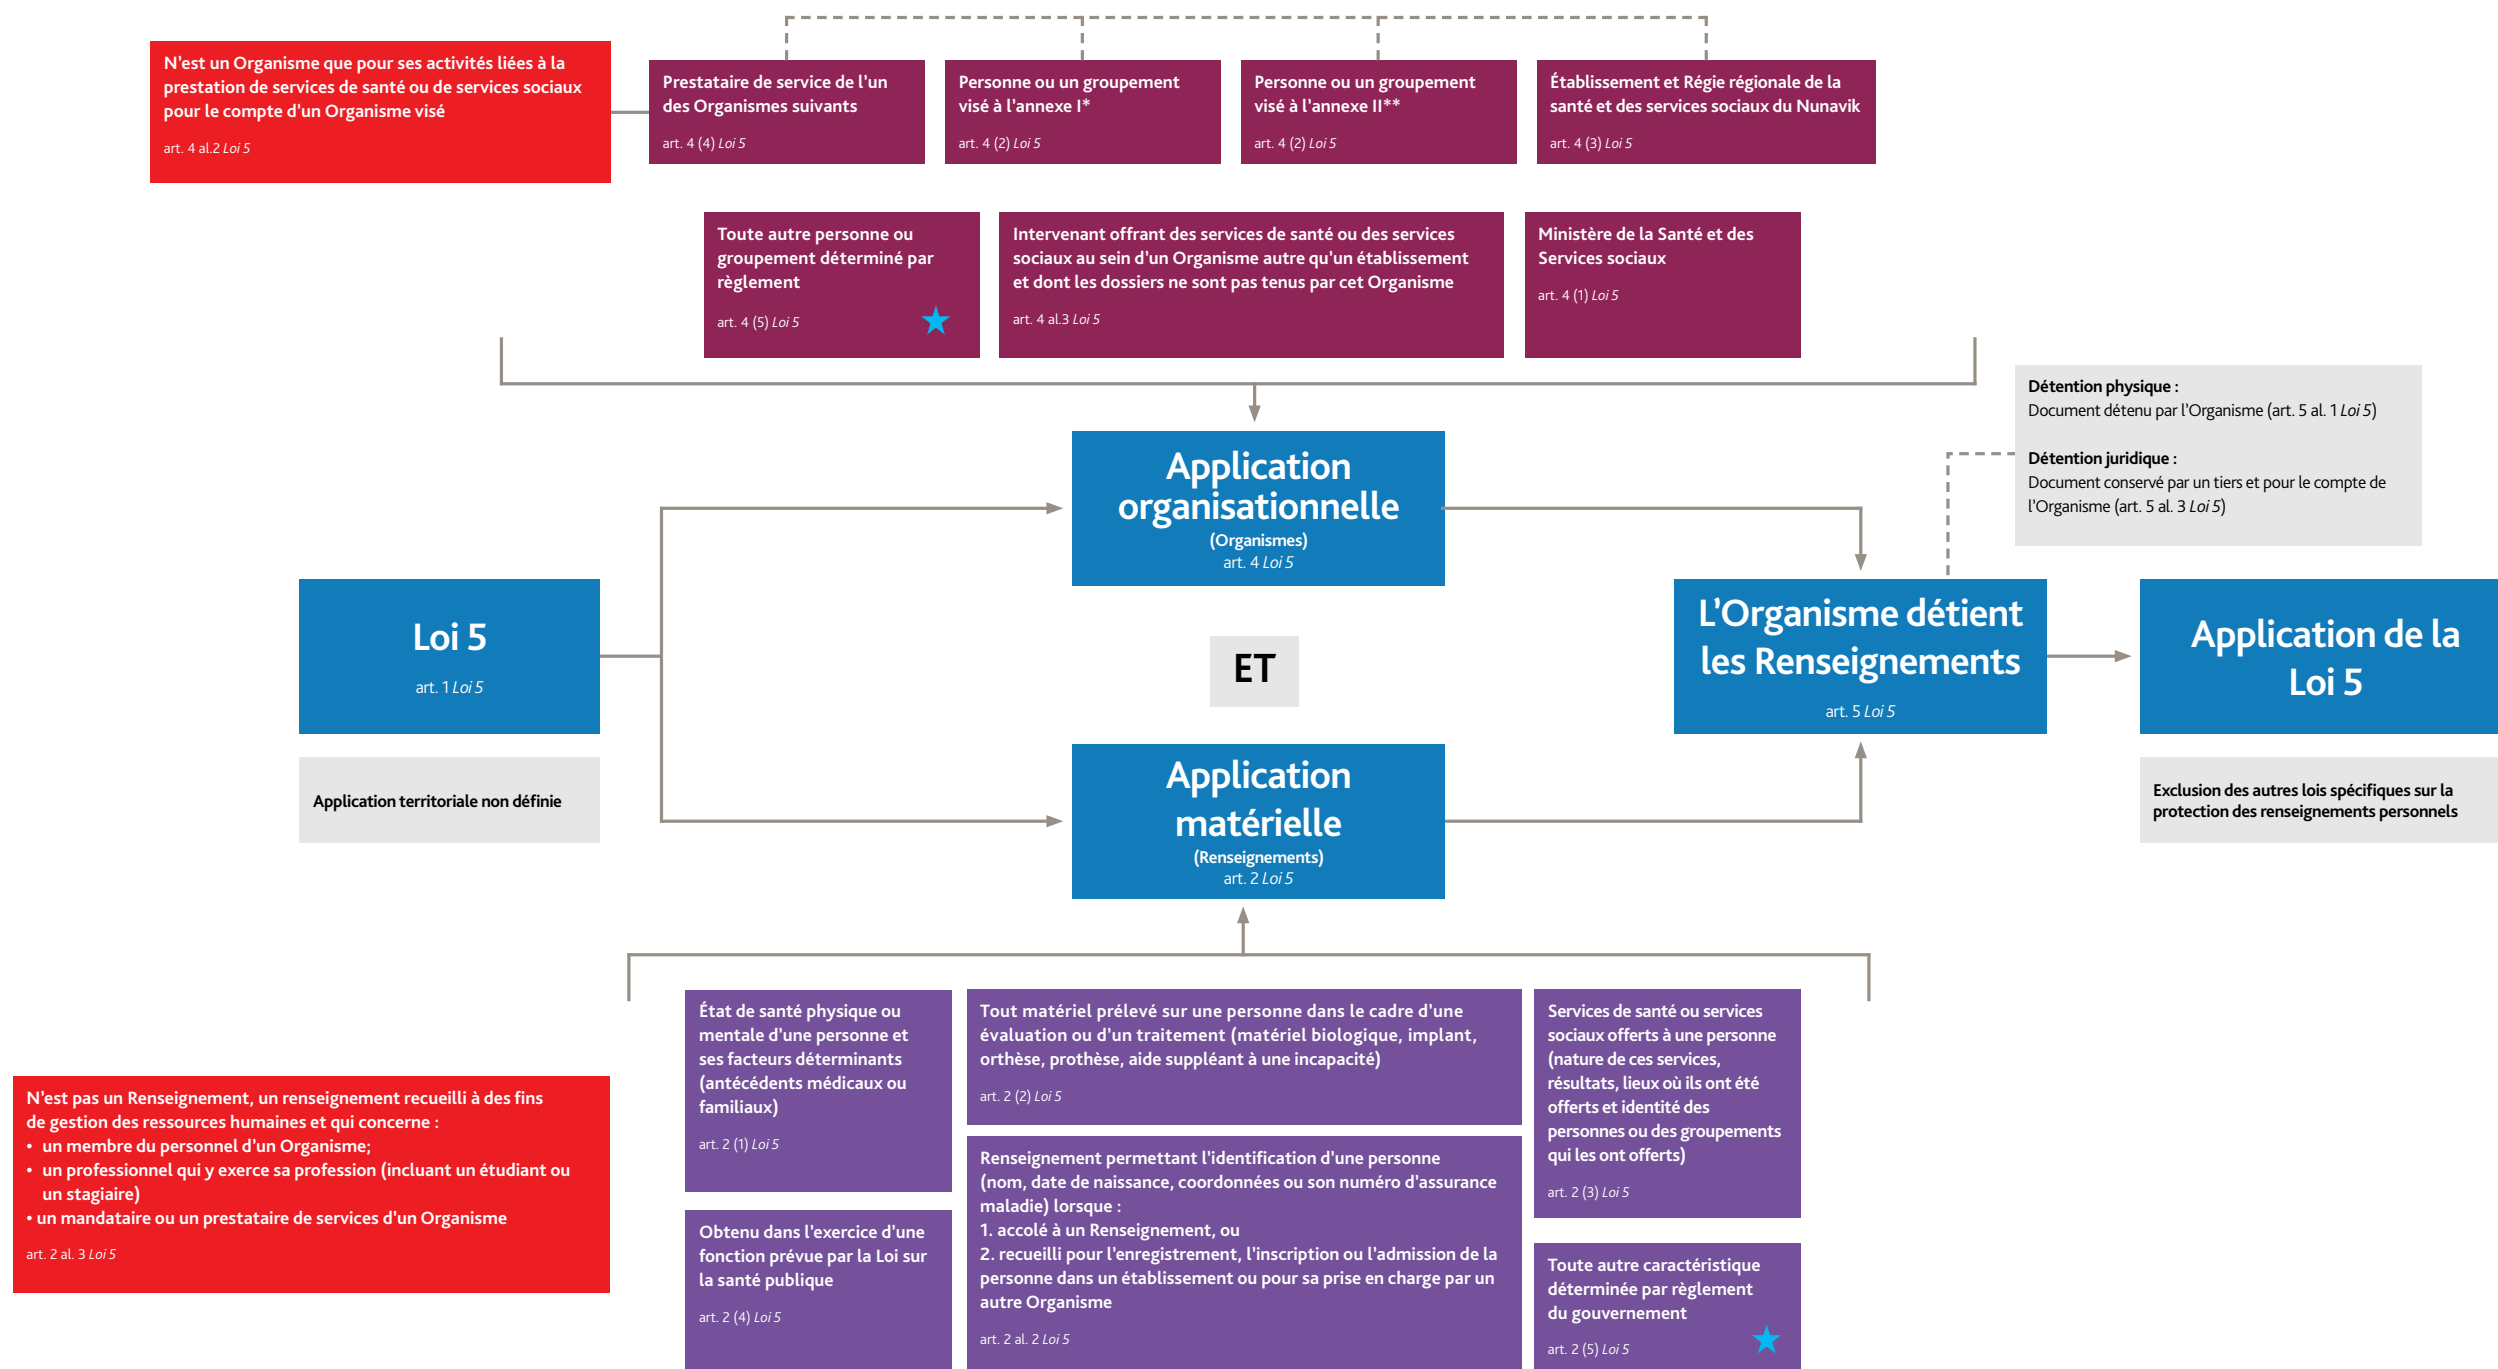 N'est un Organisme que pour ses activités liées à la
prestation de services de santé ou de services sociaux
pour le compte d'un Organisme visé
art. 4 al.2 Loi 5
Prestataire de service de l'un
des Organismes suivants
art. 4 (4) Loi 5
Personne ou un groupement
visé à l'annexe I*
art. 4 (2) Loi 5
Personne ou un groupement
visé à l'annexe II**
art. 4 (2) Loi 5
Établissement et Régie régionale de la
santé et des services sociaux du Nunavik
art. 4 (3) Loi 5
Toute autre personne ou
groupement déterminé par
règlement
art. 4 (5) Loi 5
Intervenant offrant des services de santé ou des services
sociaux au sein d'un Organisme autre qu'un établissement
et dont les dossiers ne sont pas tenus par cet Organisme
art. 4 al.3 Loi 5
Ministère de la Santé et des
Services sociaux
art. 4 (1) Loi 5
Détention physique :
Document détenu par l'Organisme (art. 5 al. 1 Loi 5)
Détention juridique :
Document conservé par un tiers et pour le compte de
l'Organisme (art. 5 al. 3 Loi 5)
Application
organisationnelle
(Organismes)
art. 4 Loi 5
Loi 5
art. 1 Loi 5
Application territoriale non définie
ET
L'Organisme détient
les Renseignements
art. 5 Loi 5
Application de la
Loi 5
Exclusion des autres lois spécifiques sur la
protection des renseignements personnels
Application
matérielle
(Renseignements)
art. 2 Loi 5
N'est pas un Renseignement, un renseignement recueilli à des fins
de gestion des ressources humaines et qui concerne :
• un membre du personnel d'un Organisme;
• un professionnel qui y exerce sa profession (incluant un étudiant ou
un stagiaire)
• un mandataire ou un prestataire de services d'un Organisme
art. 2 al. 3 Loi 5
État de santé physique ou
mentale d'une personne et
ses facteurs déterminants
(antécédents médicaux ou
familiaux)
art. 2 (1) Loi 5
Obtenu dans l'exercice d'une
fonction prévue par la Loi sur
la santé publique
art. 2 (4) Loi 5
Tout matériel prélevé sur une personne dans le cadre d'une
évaluation ou d'un traitement (matériel biologique, implant,
orthèse, prothèse, aide suppléant à une incapacité)
art. 2 (2) Loi 5
Renseignement permettant l'identification d'une personne
(nom, date de naissance, coordonnées ou son numéro d'assurance
maladie) lorsque :
1. accolé à un Renseignement, ou
2. recueilli pour l'enregistrement, l'inscription ou l'admission de la
personne dans un établissement ou pour sa prise en charge par un
autre Organisme
art. 2 al. 2 Loi 5
Services de santé ou services
sociaux offerts à une personne
(nature de ces services,
résultats, lieux où ils ont été
offerts et identité des
personnes ou des groupements
qui les ont offerts)
art. 2 (3) Loi 5
Toute autre caractéristique
déterminée par règlement
du gouvernement
art. 2 (5) Loi 5